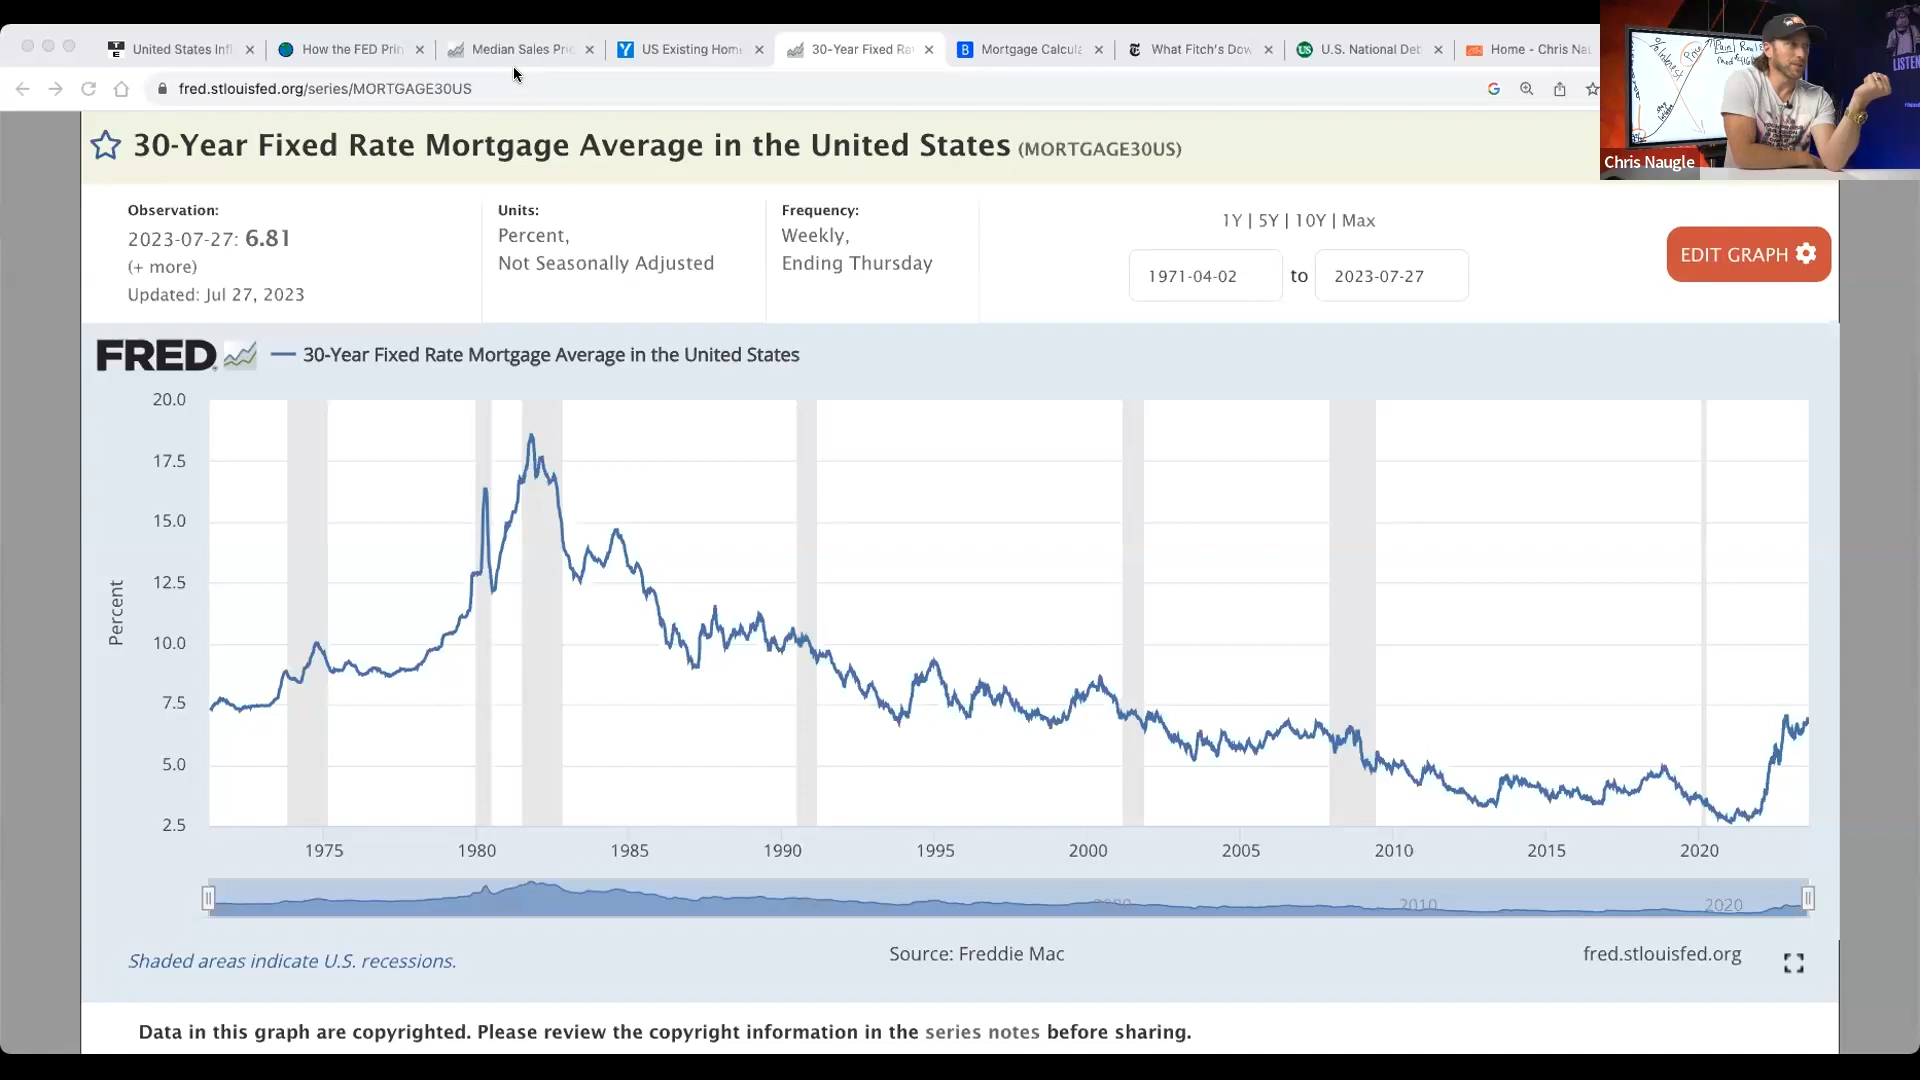 United States Infl
How the FED Prin
Median Sales Pric
US Existing Home
30-Year Fixed Ra
Mortgage Calcula
What Fitch's Dow
U.S. National Deb
Home - Chris Nau
fred.stlouisfed.org/series/MORTGAGE30US
Price
Pain
LISTEN
Chris Naugle
30-Year Fixed Rate Mortgage Average in the United States (MORTGAGE30US)
Observation:
2023-07-27: 6.81
(+ more)
Updated: Jul 27, 2023
Units:
Percent,
Not Seasonally Adjusted
Frequency:
Weekly,
Ending Thursday
1Y | 5Y | 10Y | Max
1971-04-02 to 2023-07-27
EDIT GRAPH
FRED
30-Year Fixed Rate Mortgage Average in the United States
20.0
17.5
15.0
12.5
10.0
7.5
5.0
2.5
Percent
1975 1980 1985 1990 1995 2000 2005 2010 2015 2020
2000 2010 2020
Shaded areas indicate U.S. recessions.
Source: Freddie Mac
fred.stlouisfed.org
Data in this graph are copyrighted. Please review the copyright information in the series notes before sharing.